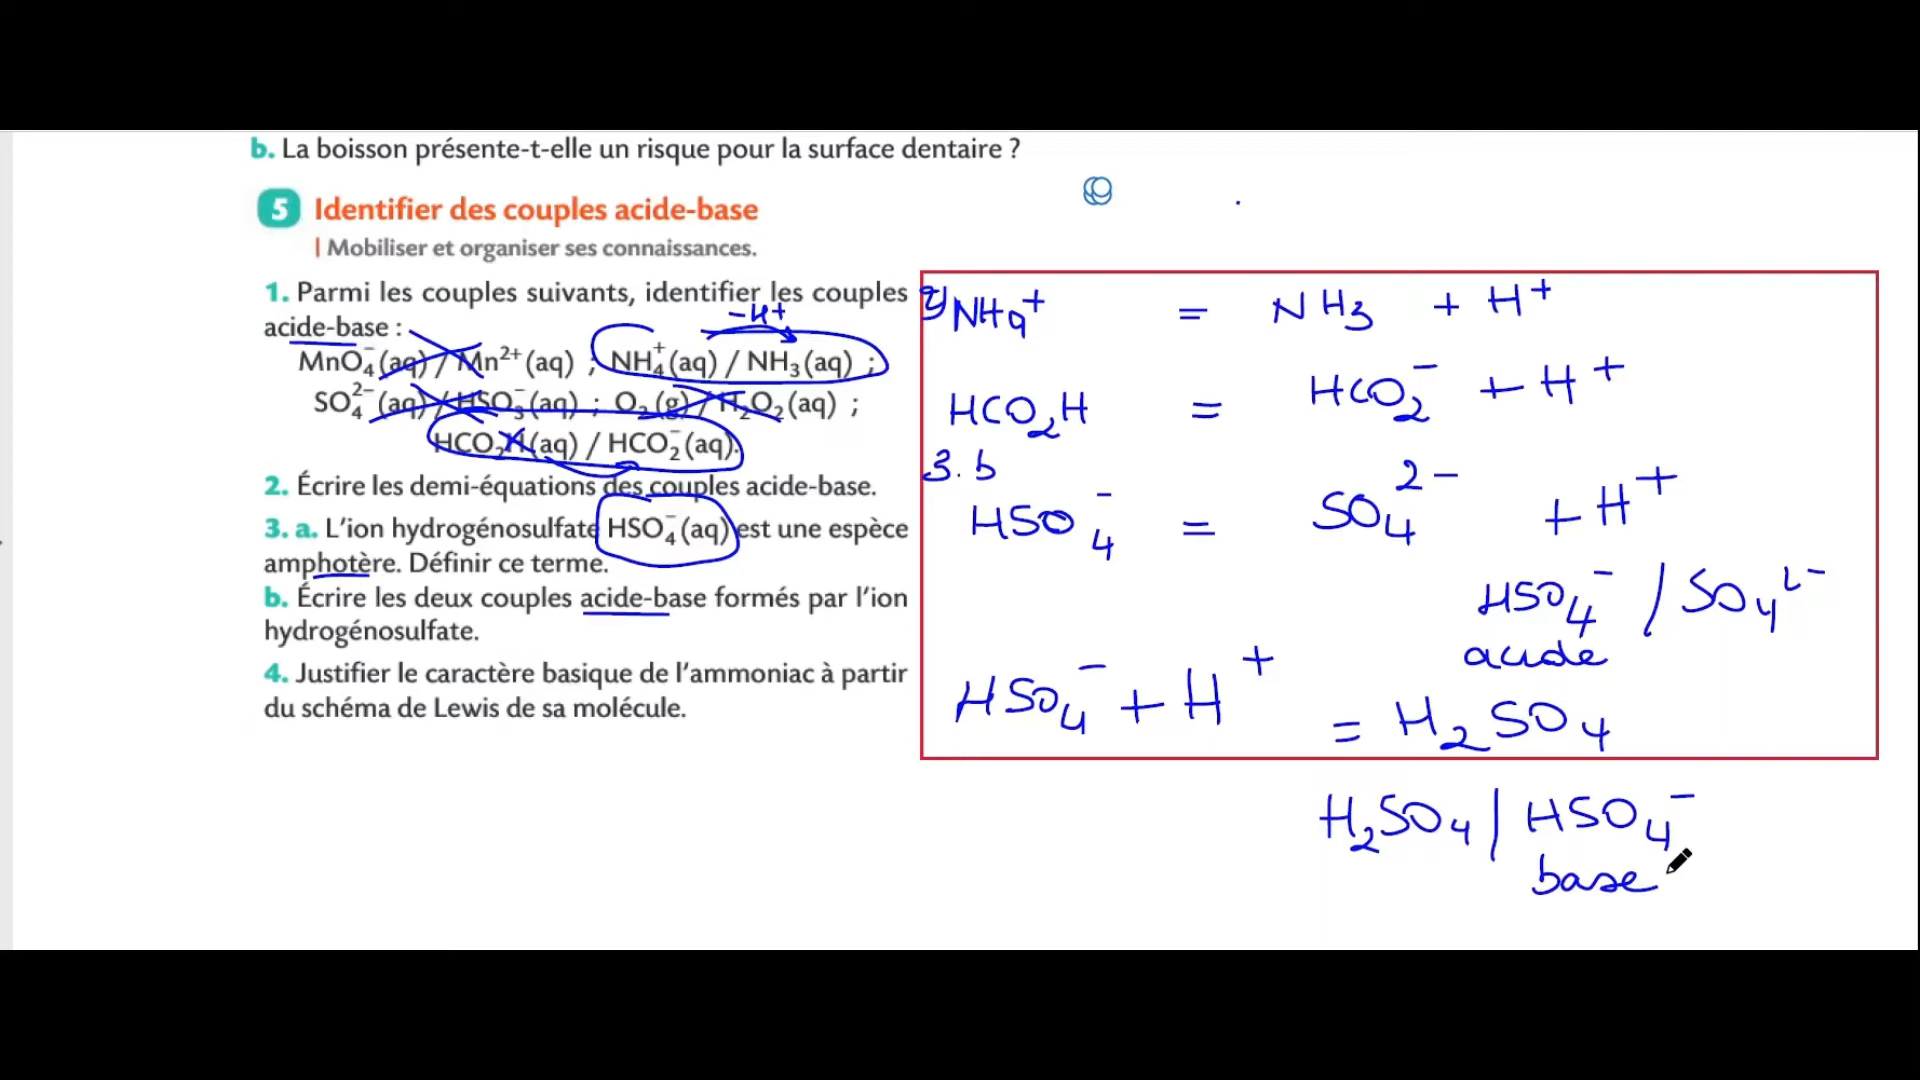 b. La boisson présente-t-elle un risque pour la surface dentaire ?
5 Identifier des couples acide-base
| Mobiliser et organiser ses connaissances.
1. Parmi les couples suivants, identifier les couples
acide-base :
-H+
MnO₄⁻(aq) / Mn²⁺(aq) ; NH₄⁺(aq) / NH₃(aq) ;
SO₄²⁻(aq) / HSO₃⁻(aq) ; O₂(g) / H₂O₂(aq) ;
HCO₂H(aq) / HCO₂⁻(aq).
2. Écrire les demi-équations des couples acide-base.
3. a. L'ion hydrogénosulfate HSO₄⁻(aq) est une espèce
amphotère. Définir ce terme.
b. Écrire les deux couples acide-base formés par l'ion
hydrogénosulfate.
4. Justifier le caractère basique de l'ammoniac à partir
du schéma de Lewis de sa molécule.
NH₄⁺ = NH₃ + H⁺
HCO₂H = HCO₂⁻ + H⁺
3. b
HSO₄⁻ = SO₄²⁻ + H⁺
HSO₄⁻ / SO₄²⁻
acide
HSO₄⁻ + H⁺ = H₂SO₄
H₂SO₄ | HSO₄⁻
base